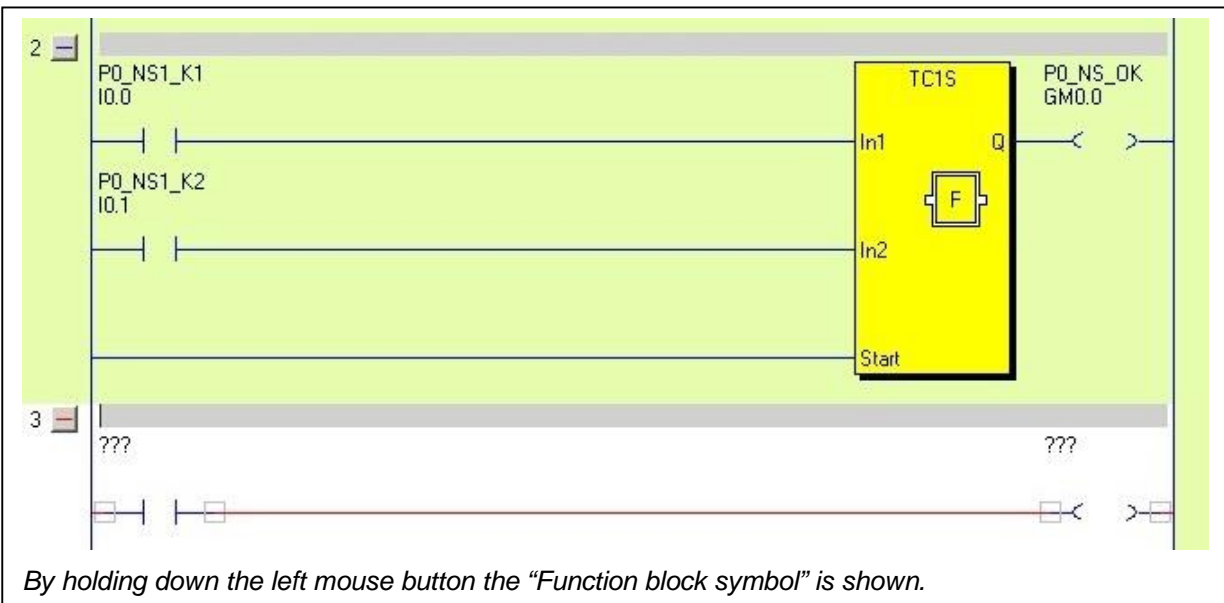 2
P0_NS1_K1
I0.0
TC1S
P0_NS_OK
GM0.0
In1
Q
P0_NS1_K2
I0.1
F
In2
Start
3
???
???
By holding down the left mouse button the “Function block symbol” is shown.